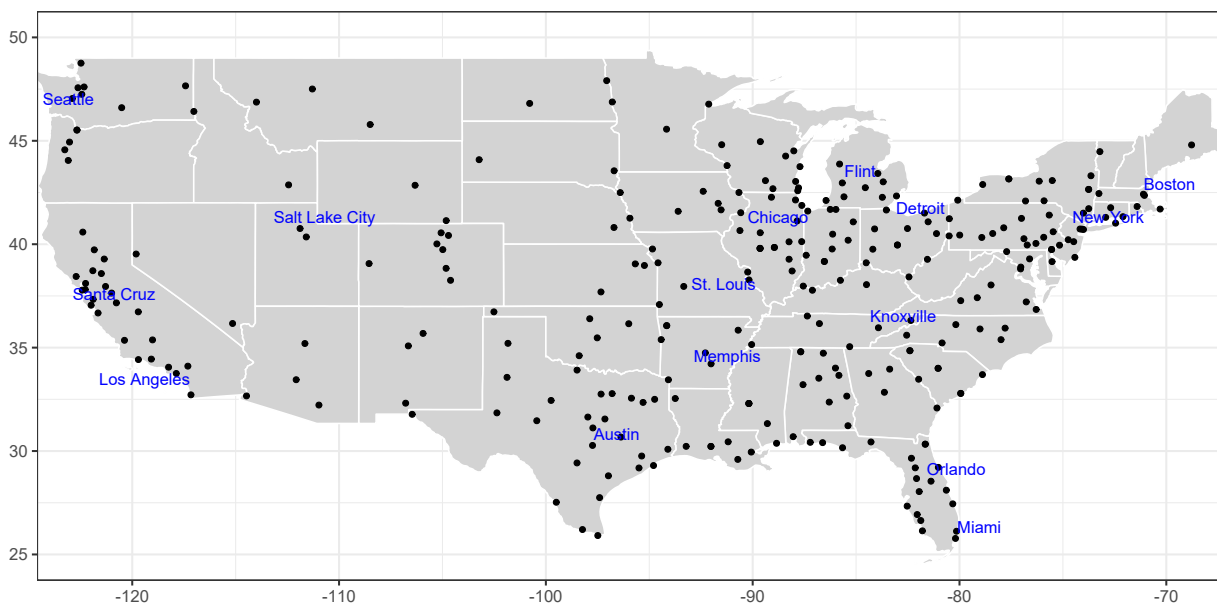 50
45
40
35
30
25
Seattle
Flint
Boston
Salt Lake City
Chicago
Detroit
New York
Santa Cruz
St. Louis
Knoxville
Los Angeles
Memphis
Austin
Orlando
Miami
-120
-110
-100
-90
-80
-70